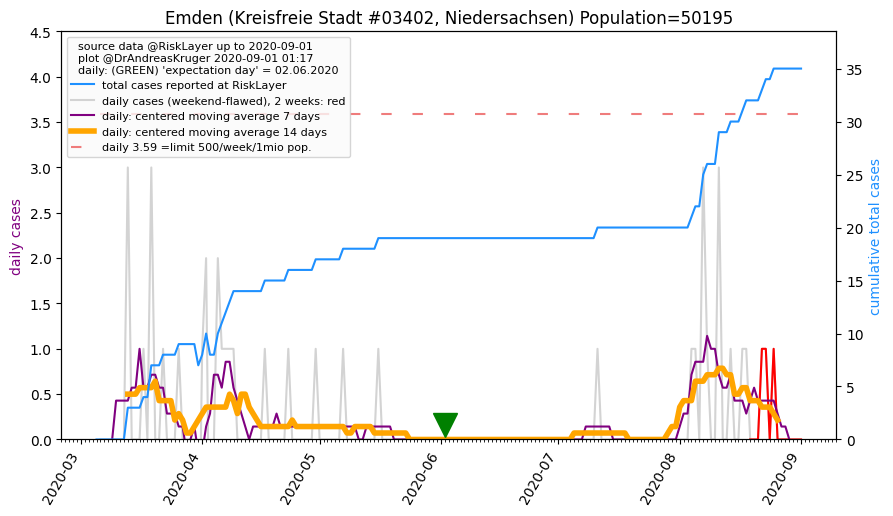 Emden (Kreisfreie Stadt #03402, Niedersachsen) Population=50195
source data @RiskLayer up to 2020-09-01
plot @DrAndreasKruger 2020-09-01 01:17
daily: (GREEN) 'expectation day' = 02.06.2020
total cases reported at RiskLayer
daily cases (weekend-flawed), 2 weeks: red
daily: centered moving average 7 days
daily: centered moving average 14 days
daily 3.59 =limit 500/week/1mio pop.
daily cases
4.5
4.0
3.5
3.0
2.5
2.0
1.5
1.0
0.5
0.0
cumulative total cases
35
30
25
20
15
10
5
0
2020-03
2020-04
2020-05
2020-06
2020-07
2020-08
2020-09